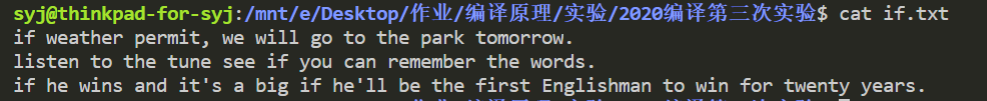 syj@thinkpad-for-syj:/mnt/e/Desktop/作业/编译原理/实验/2020编译第三次实验$ cat if.txt
if weather permit, we will go to the park tomorrow.
listen to the tune see if you can remember the words.
if he wins and it's a big if he'll be the first Englishman to win for twenty years.